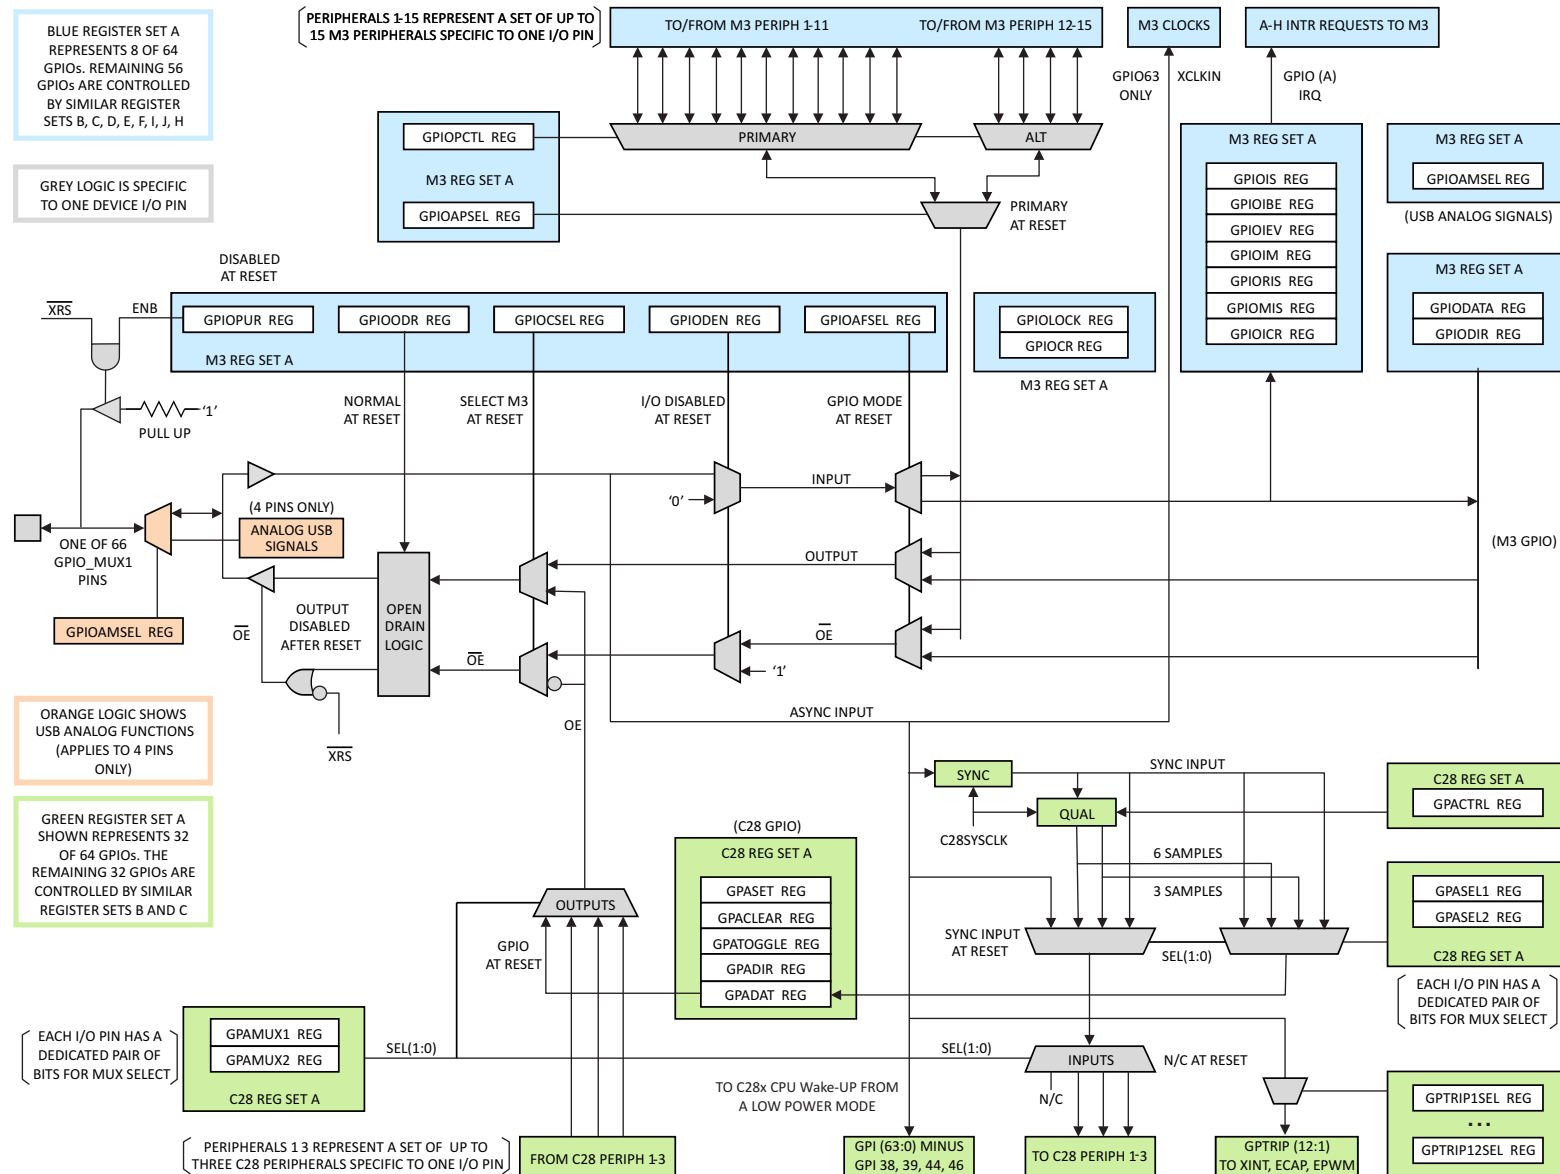 BLUE REGISTER SET A
REPRESENTS 8 OF 64
GPIOs. REMAINING 56
GPIOs ARE CONTROLLED
BY SIMILAR REGISTER
SETS B, C, D, E, F, I, J, H
GREY LOGIC IS SPECIFIC
TO ONE DEVICE I/O PIN
PERIPHERALS 1-15 REPRESENT A SET OF UP TO
15 M3 PERIPHERALS SPECIFIC TO ONE I/O PIN
TO/FROM M3 PERIPH 1-11
TO/FROM M3 PERIPH 12-15
M3 CLOCKS
A-H INTR REQUESTS TO M3
GPIO63
ONLY
XCLKIN
GPIO (A)
IRQ
GPIOPCTL REG
M3 REG SET A
GPIOAPSEL REG
PRIMARY
ALT
PRIMARY
AT RESET
M3 REG SET A
GPIOIS REG
GPIOIBE REG
GPIOIEV REG
GPIOIM REG
GPIORIS REG
GPIOMIS REG
GPIOICR REG
M3 REG SET A
GPIOAMSEL REG
(USB ANALOG SIGNALS)
M3 REG SET A
GPIODATA REG
GPIODIR REG
DISABLED
AT RESET
XRS
ENB
GPIOPUR REG
GPIOODR REG
GPIOCSEL REG
GPIODEN REG
GPIOAFSEL REG
M3 REG SET A
GPIOLOCK REG
GPIOCR REG
M3 REG SET A
'1'
PULL UP
NORMAL
AT RESET
SELECT M3
AT RESET
I/O DISABLED
AT RESET
GPIO MODE
AT RESET
INPUT
'0'
(4 PINS ONLY)
ANALOG USB
SIGNALS
ONE OF 66
GPIO_MUX1
PINS
GPIOAMSEL REG
OUTPUT
(M3 GPIO)
OE
OUTPUT
DISABLED
AFTER RESET
OPEN
DRAIN
LOGIC
OE
OE
'1'
XRS
OE
ASYNC INPUT
ORANGE LOGIC SHOWS
USB ANALOG FUNCTIONS
(APPLIES TO 4 PINS
ONLY)
GREEN REGISTER SET A
SHOWN REPRESENTS 32
OF 64 GPIOs. THE
REMAINING 32 GPIOs ARE
CONTROLLED BY SIMILAR
REGISTER SETS B AND C
SYNC
SYNC INPUT
QUAL
C28SYSCLK
C28 REG SET A
GPACTRL REG
6 SAMPLES
3 SAMPLES
(C28 GPIO)
C28 REG SET A
GPASET REG
GPACLEAR REG
GPATOGGLE REG
GPADIR REG
GPADAT REG
OUTPUTS
GPIO
AT RESET
SYNC INPUT
AT RESET
SEL(1:0)
GPASEL1 REG
GPASEL2 REG
C28 REG SET A
EACH I/O PIN HAS A
DEDICATED PAIR OF
BITS FOR MUX SELECT
EACH I/O PIN HAS A
DEDICATED PAIR OF
BITS FOR MUX SELECT
GPAMUX1 REG
GPAMUX2 REG
C28 REG SET A
SEL(1:0)
SEL(1:0)
INPUTS
N/C AT RESET
N/C
TO C28x CPU Wake-UP FROM
A LOW POWER MODE
GPTRIP1SEL REG
...
GPTRIP12SEL REG
PERIPHERALS 1 3 REPRESENT A SET OF UP TO
THREE C28 PERIPHERALS SPECIFIC TO ONE I/O PIN
FROM C28 PERIPH 1-3
GPI (63:0) MINUS
GPI 38, 39, 44, 46
TO C28 PERIPH 1-3
GPTRIP (12:1)
TO XINT, ECAP, EPWM